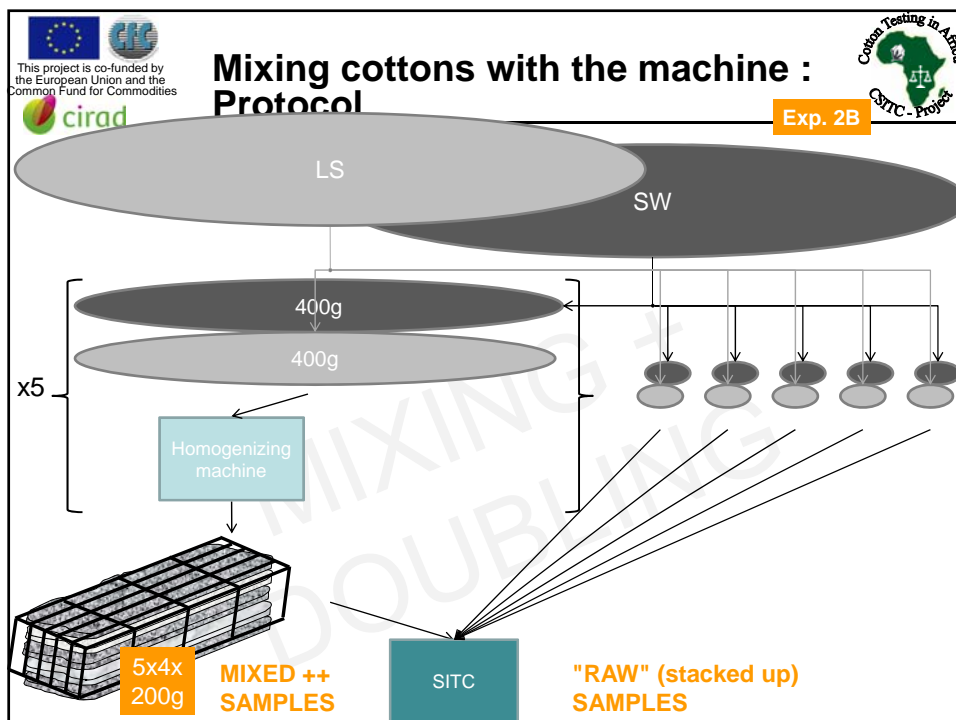 CFC
This project is co-funded by
the European Union and the
Common Fund for Commodities
cirad
Mixing cottons with the machine :
Protocol
Cotton Testing in Africa
CSITC - Project
Exp. 2B
LS
SW
400g
400g
x5
Homogenizing
machine
MIXING +
DOUBLING
5x4x
200g
MIXED ++
SAMPLES
SITC
"RAW" (stacked up)
SAMPLES